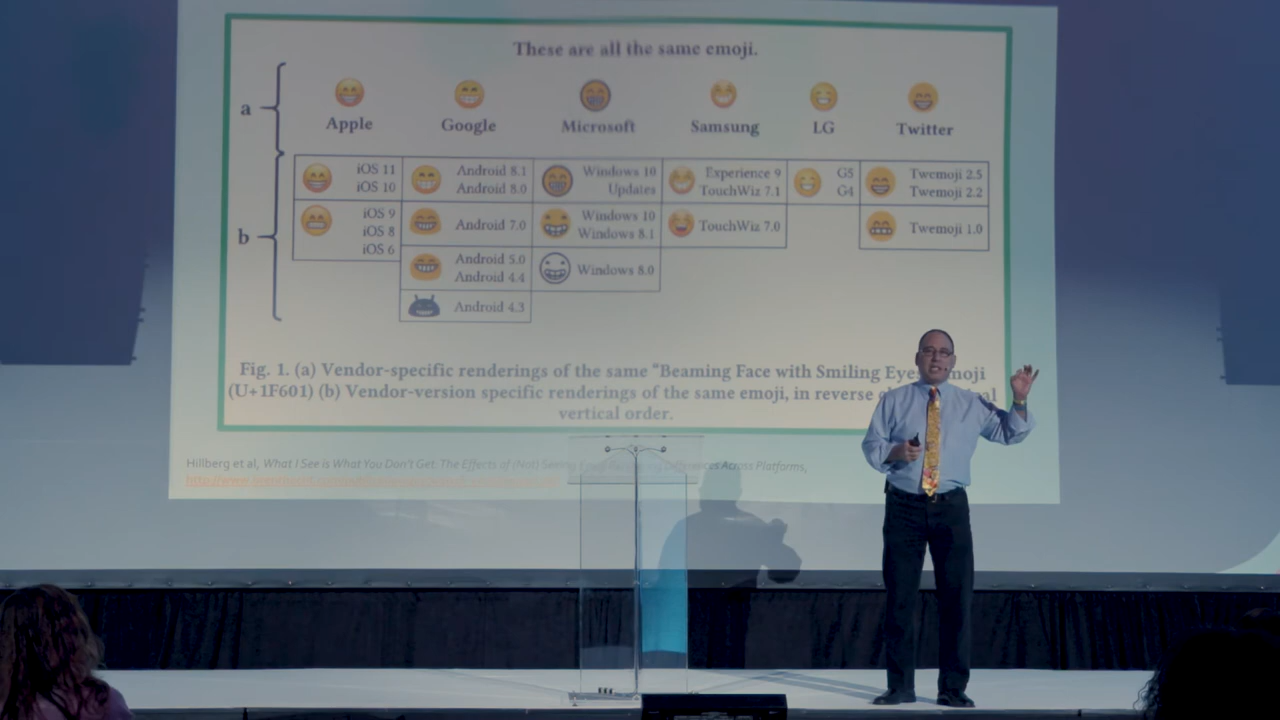 These are all the same emoji.
a
Apple
Google
Microsoft
Samsung
LG
Twitter
b
iOS 11
iOS 10
Android 8.1
Android 8.0
Windows 10
Updates
Experience 9
TouchWiz 7.1
G5
G4
Twemoji 2.5
Twemoji 2.2
iOS 9
iOS 8
iOS 6
Android 7.0
Windows 10
Windows 8.1
TouchWiz 7.0
Twemoji 1.0
Android 5.0
Android 4.4
Windows 8.0
Android 4.3
Fig. 1. (a) Vendor-specific renderings of the same "Beaming Face with Smiling Eyes
(U+1F601) (b) Vendor-version specific renderings of the same emoji, in reverse
vertical order.
Hillberg et al, What I See is What You Don't Get: The Effects of (Not) Across Platforms,